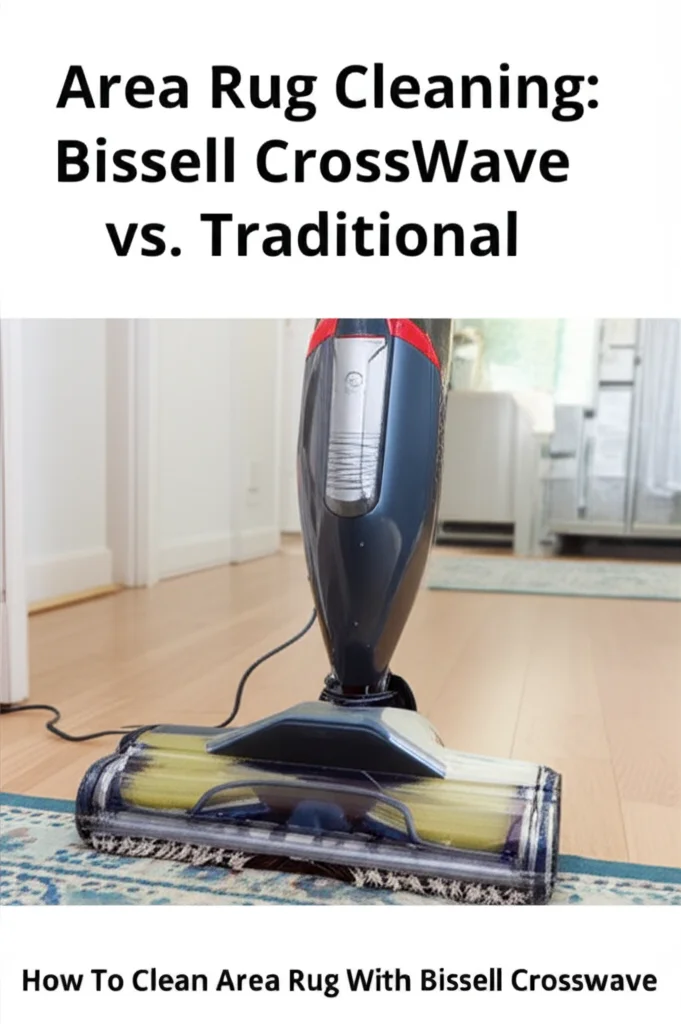 Area Rug Cleaning:
Bissell CrossWave
vs. Traditional
How To Clean Area Rug With Bissell Crosswave